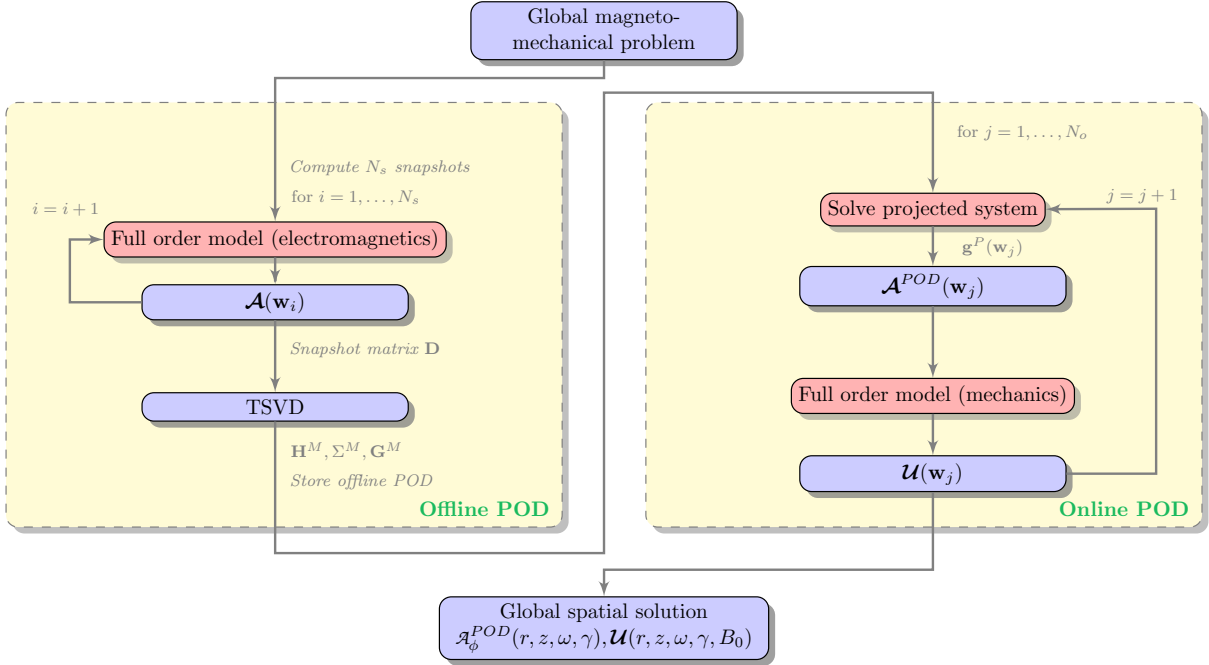 Global magneto-
mechanical problem
Compute N_s snapshots
for i = 1, . . . , N_s
i = i + 1
Full order model (electromagnetics)
𝓐(𝐰_i)
Snapshot matrix 𝐃
TSVD
𝐇^M, Σ^M, 𝐆^M
Store offline POD
Offline POD
for j = 1, . . . , N_o
j = j + 1
Solve projected system
𝐠^P(𝐰_j)
𝓐^{POD}(𝐰_j)
Full order model (mechanics)
𝓤(𝐰_j)
Online POD
Global spatial solution
𝒜_ϕ^{POD}(r, z, ω, γ), 𝓤(r, z, ω, γ, B_0)